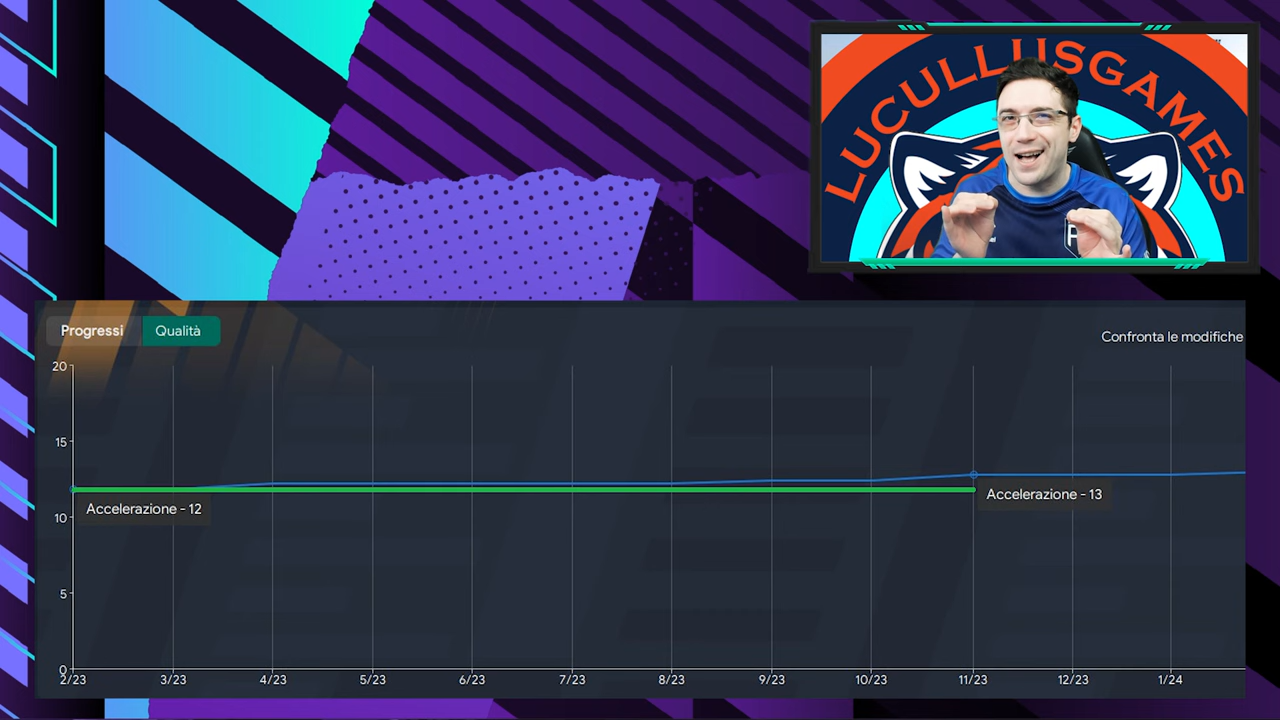 LUCULLUSGAMES
Progressi
Qualità
Confronta le modifiche
20
15
10
5
0
Accelerazione - 12
Accelerazione - 13
2/23
3/23
4/23
5/23
6/23
7/23
8/23
9/23
10/23
11/23
12/23
1/24